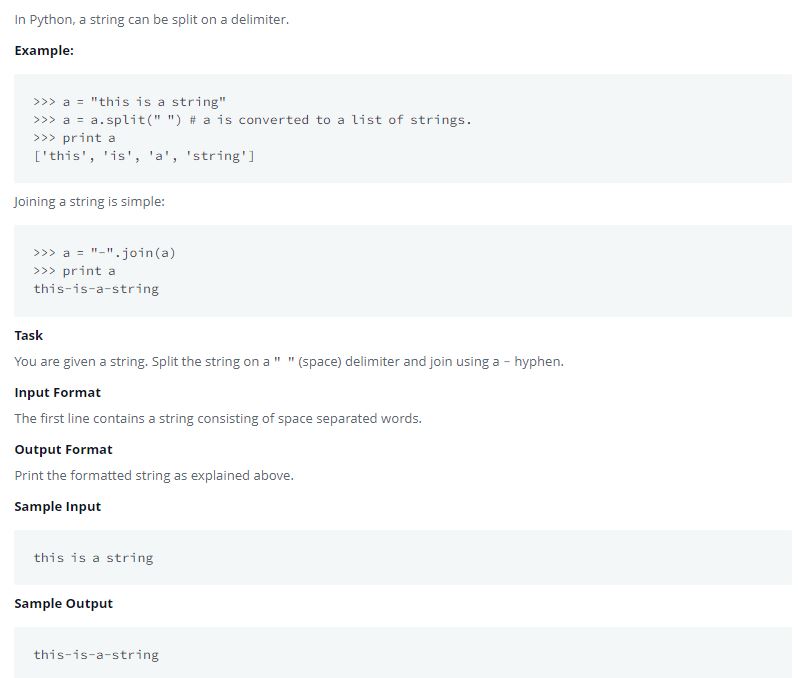 In Python, a string can be split on a delimiter.
Example:
>>> a = "this is a string"
>>> a = a.split(" ") # a is converted to a list of strings.
>>> print a
['this', 'is', 'a', 'string']
Joining a string is simple:
>>> a = "-".join(a)
>>> print a
this-is-a-string
Task
You are given a string. Split the string on a " " (space) delimiter and join using a - hyphen.
Input Format
The first line contains a string consisting of space separated words.
Output Format
Print the formatted string as explained above.
Sample Input
this is a string
Sample Output
this-is-a-string